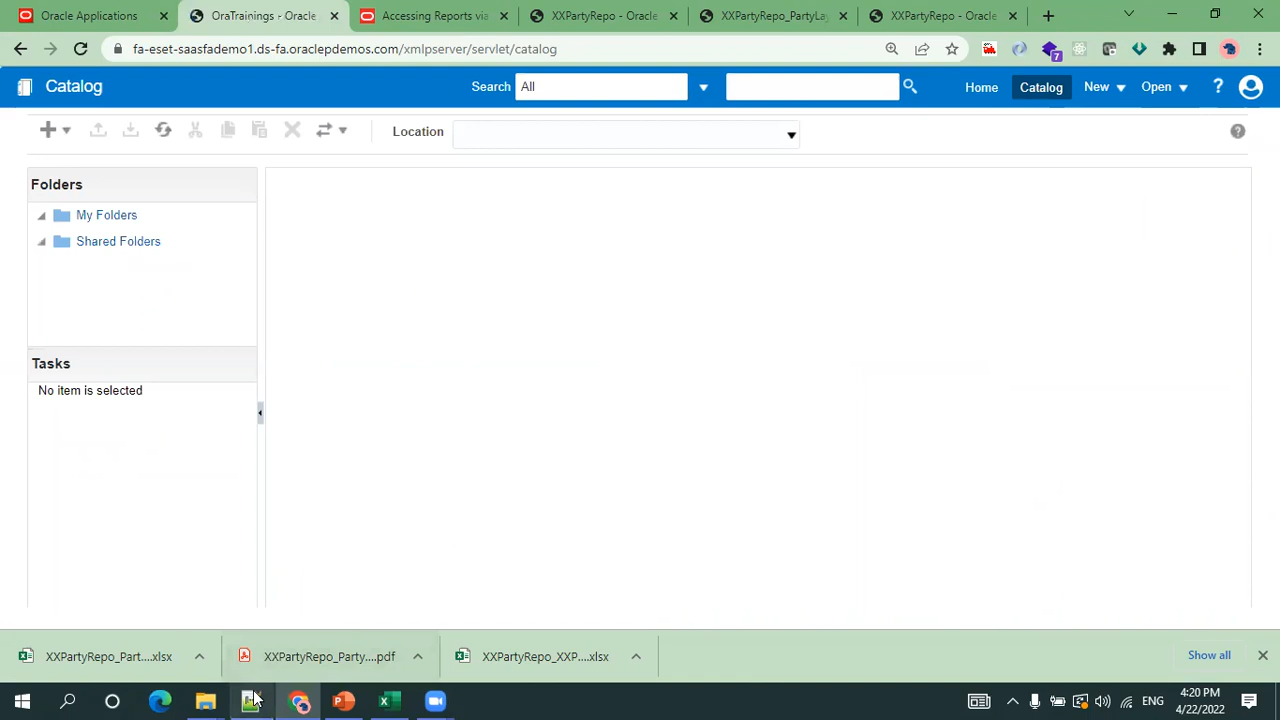 Oracle Applications
OraTrainings - Oracle
Accessing Reports via
XXPartyRepo - Oracle
XXPartyRepo_PartyLay
XXPartyRepo - Oracle
fa-eset-saasfademo1.ds-fa.oraclepdemos.com/xmlpserver/servlet/catalog
7
Catalog
Search
All
Home
Catalog
New
Open
?
Location
Folders
My Folders
Shared Folders
Tasks
No item is selected
XXPartyRepo_Part....xlsx
XXPartyRepo_Party....pdf
XXPartyRepo_XXP....xlsx
Show all
ENG
4:20 PM
4/22/2022